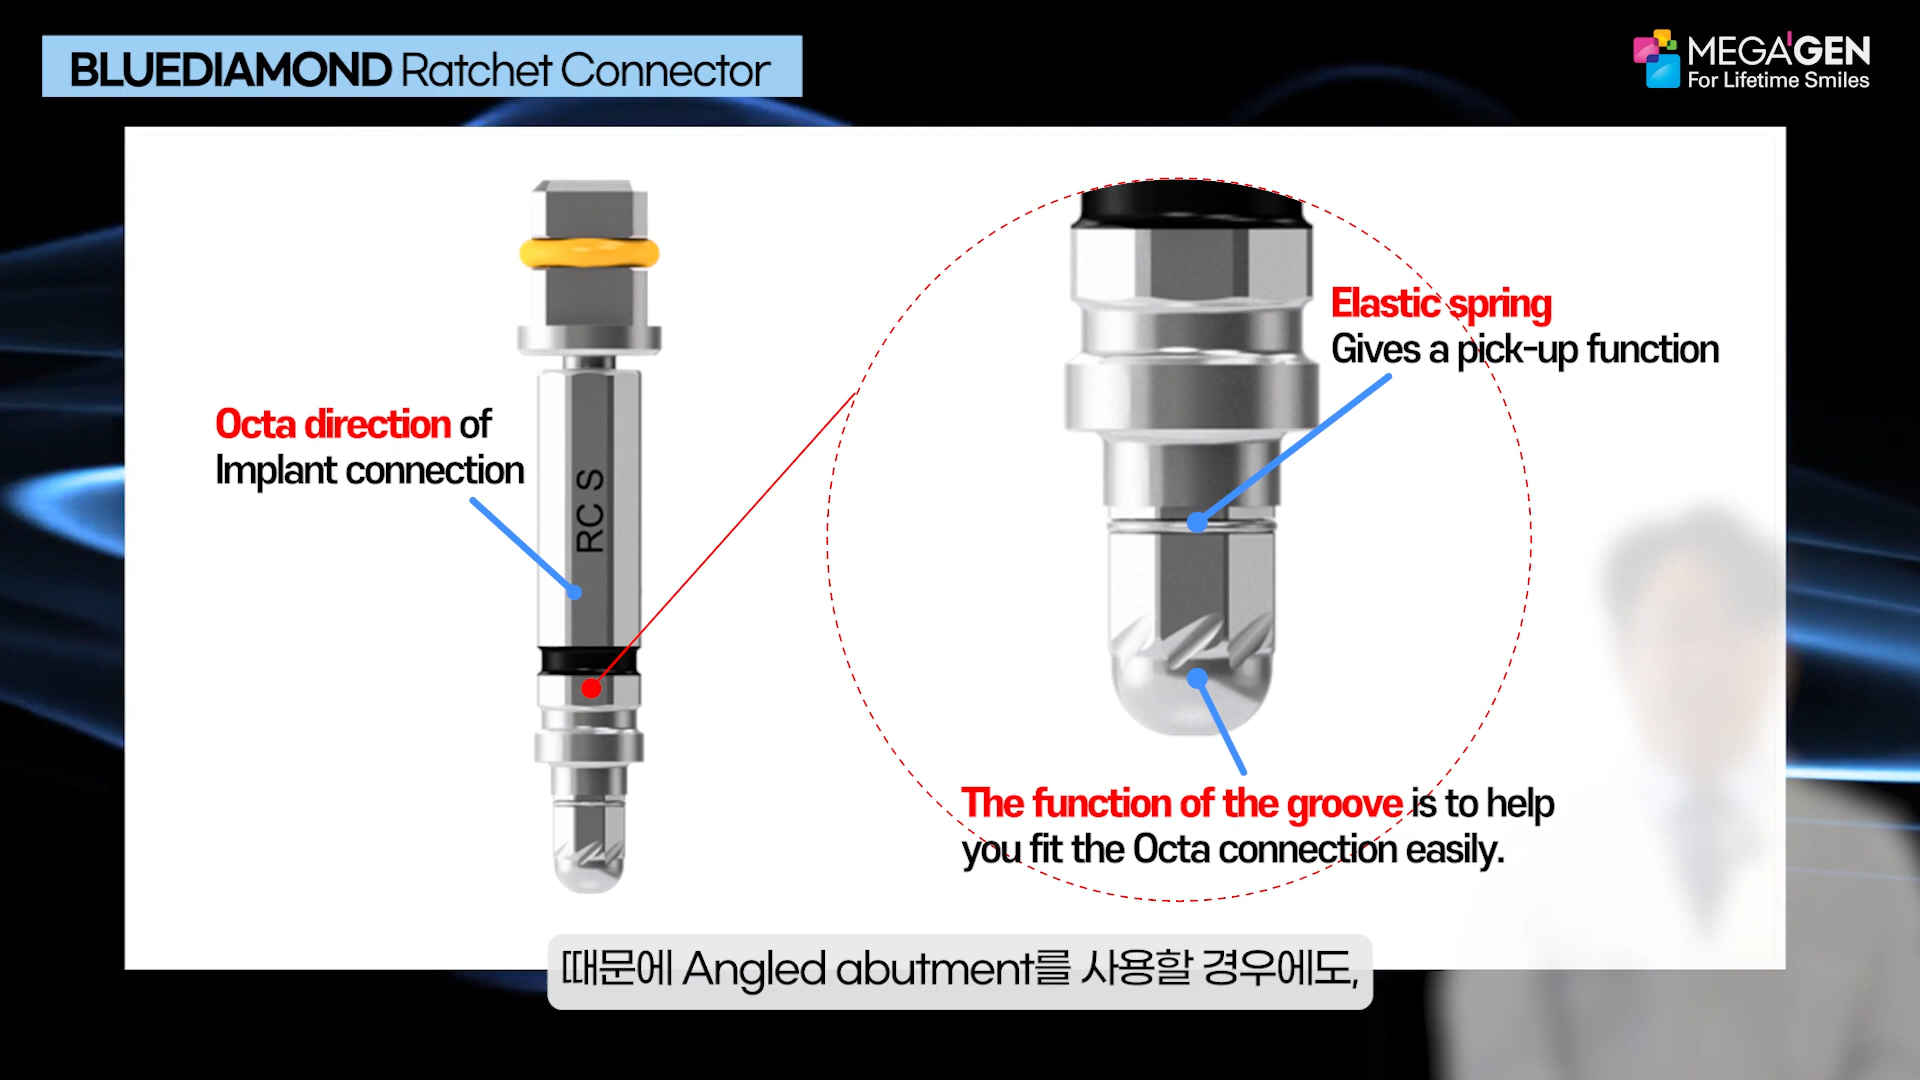 BLUEDIAMOND Ratchet Connector
MEGA'GEN
For Lifetime Smiles
Octa direction of
Implant connection
RC S
Elastic spring
Gives a pick-up function
The function of the groove is to help
you fit the Octa connection easily.
때문에 Angled abutment를 사용할 경우에도,